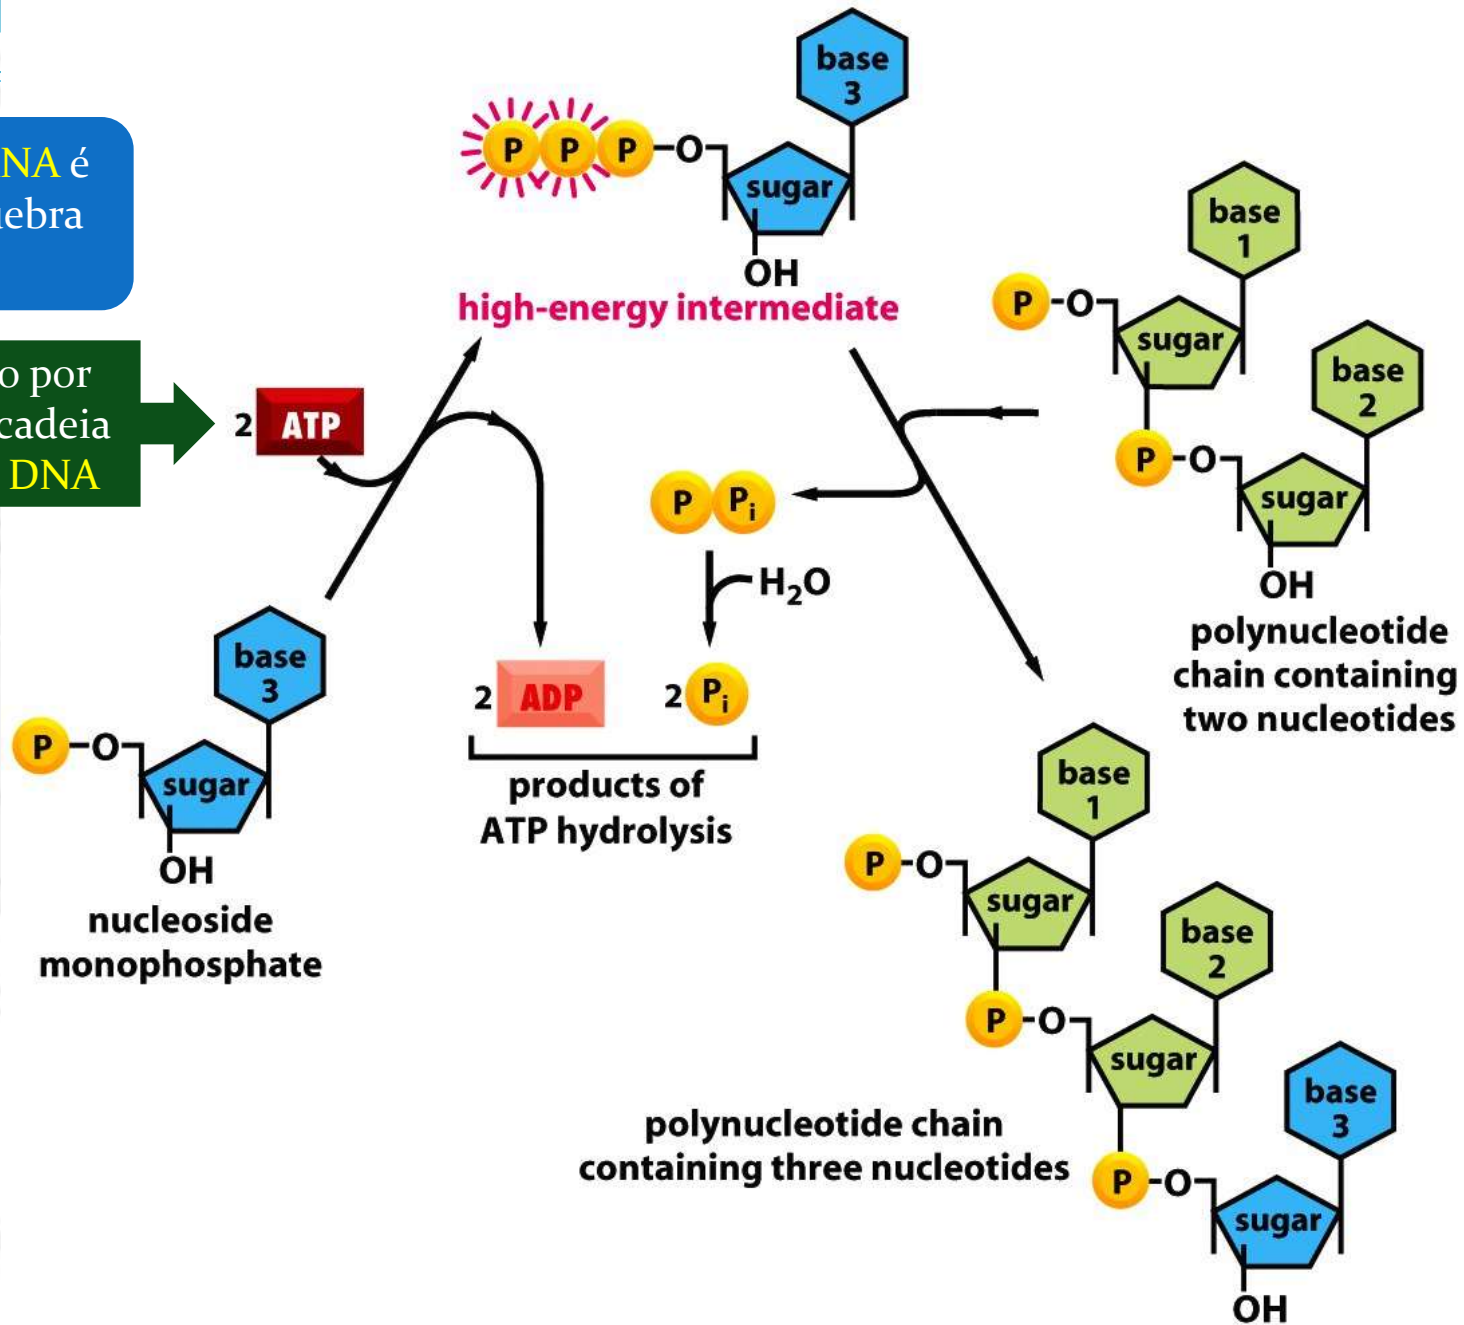 NA é
uebra
o por
cadeia
DNA
base
3
P P P -O
sugar
OH
high-energy intermediate
base
1
P -O
sugar
base
2
P -O
sugar
OH
polynucleotide
chain containing
two nucleotides
2 ATP
P Pi
H2O
2 ADP
2 Pi
products of
ATP hydrolysis
base
3
P -O
sugar
OH
nucleoside
monophosphate
base
1
P -O
sugar
base
2
P -O
sugar
base
3
P -O
sugar
OH
polynucleotide chain
containing three nucleotides